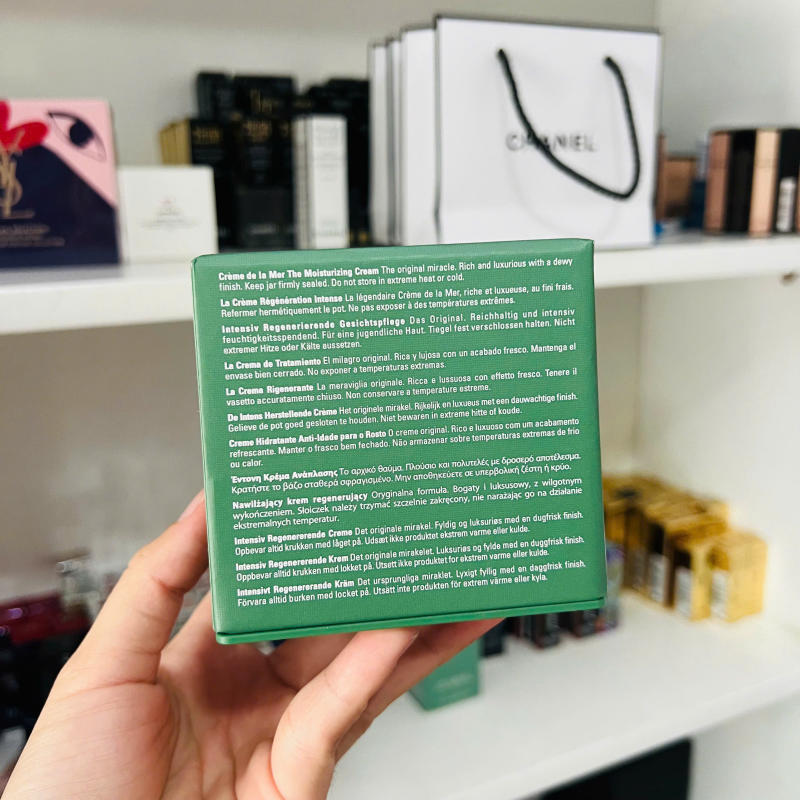 CHANEL
Crème de la Mer The Moisturizing Cream The original miracle. Rich and luxurious with a dewy
finish. Keep jar firmly sealed. Do not store in extreme heat or cold.
La Crème Régénération Intense La légendaire Crème de la Mer, riche et luxueuse, au fini frais.
Refermer hermétiquement le pot. Ne pas exposer à des températures extrêmes.
Intensiv Regenerierende Gesichtspflege Das Original. Reichhaltig und intensiv
feuchtigkeitsspendend. Für eine jugendliche Haut. Tiegel fest verschlossen halten. Nicht
extremer Hitze oder Kälte aussetzen.
La Crema de Tratamiento El milagro original. Rica y lujosa con un acabado fresco. Mantenga el
envase bien cerrado. No exponer a temperaturas extremas.
La Crema Rigenerante La meraviglia originale. Ricca e lussuosa con effetto fresco. Tenere il
vasetto accuratamente chiuso. Non conservare a temperature estreme.
De Intens Herstellende Crème Het originele mirakel. Rijkelijk en luxueus met een dauwachtige finish.
Gelieve de pot goed gesloten te houden. Niet bewaren in extreme hitte of koude.
Creme Hidratante Anti-Idade para o Rosto O creme original. Rico e luxuoso com um acabamento
refrescante. Manter o frasco bem fechado. Não armazenar sobre temperaturas extremas de frio
ou calor.
Έντονη Κρέμα Ανάπλασης Το αρχικό θαύμα. Πλούσιο και πολυτελές με δροσερό αποτέλεσμα.
Κρατήστε το βάζο σταθερά σφραγισμένο. Μην αποθηκεύετε σε υπερβολική ζέστη ή κρύο.
Nawilżający krem regenerujący Oryginalna formuła. Bogaty i luksusowy, z wilgotnym
wykończeniem. Słoiczek należy trzymać szczelnie zakręcony, nie narażając go na działanie
ekstremalnych temperatur.
Intensiv Regenererende Creme Det originale mirakel. Fyldig og luksuriøs med en dugfrisk finish.
Opbevar altid krukken med låget på. Udsæt ikke produktet ekstrem varme eller kulde.
Intensiv Regenererende Krem Det originale mirakelet. Luksuriøs og fylde med en duggfrisk finish.
Oppbevar alltid krukken med lokket på. Utsett ikke produktet for ekstrem varme eller kulde.
Intensivt Regenererande Kräm Det ursprungliga miraklet. Lyxigt fyllig med en daggfrisk finish.
Förvara alltid burken med locket på. Utsätt inte produkten för extrem värme eller kyla.